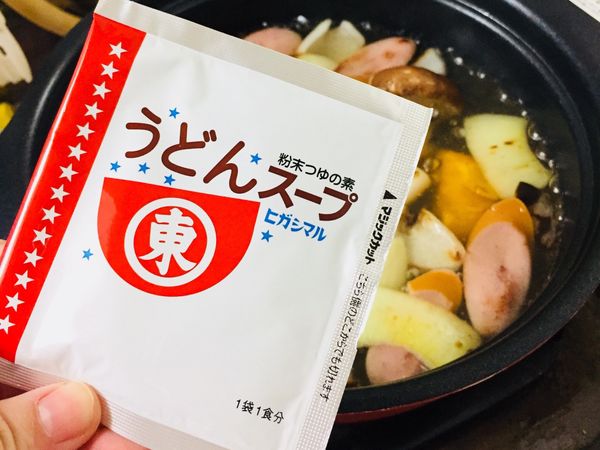 粉末つゆの素
うどんスープ
ヒガシマル
東
▲マジックカット
こちら側のどこからでも切れます
1袋1食分